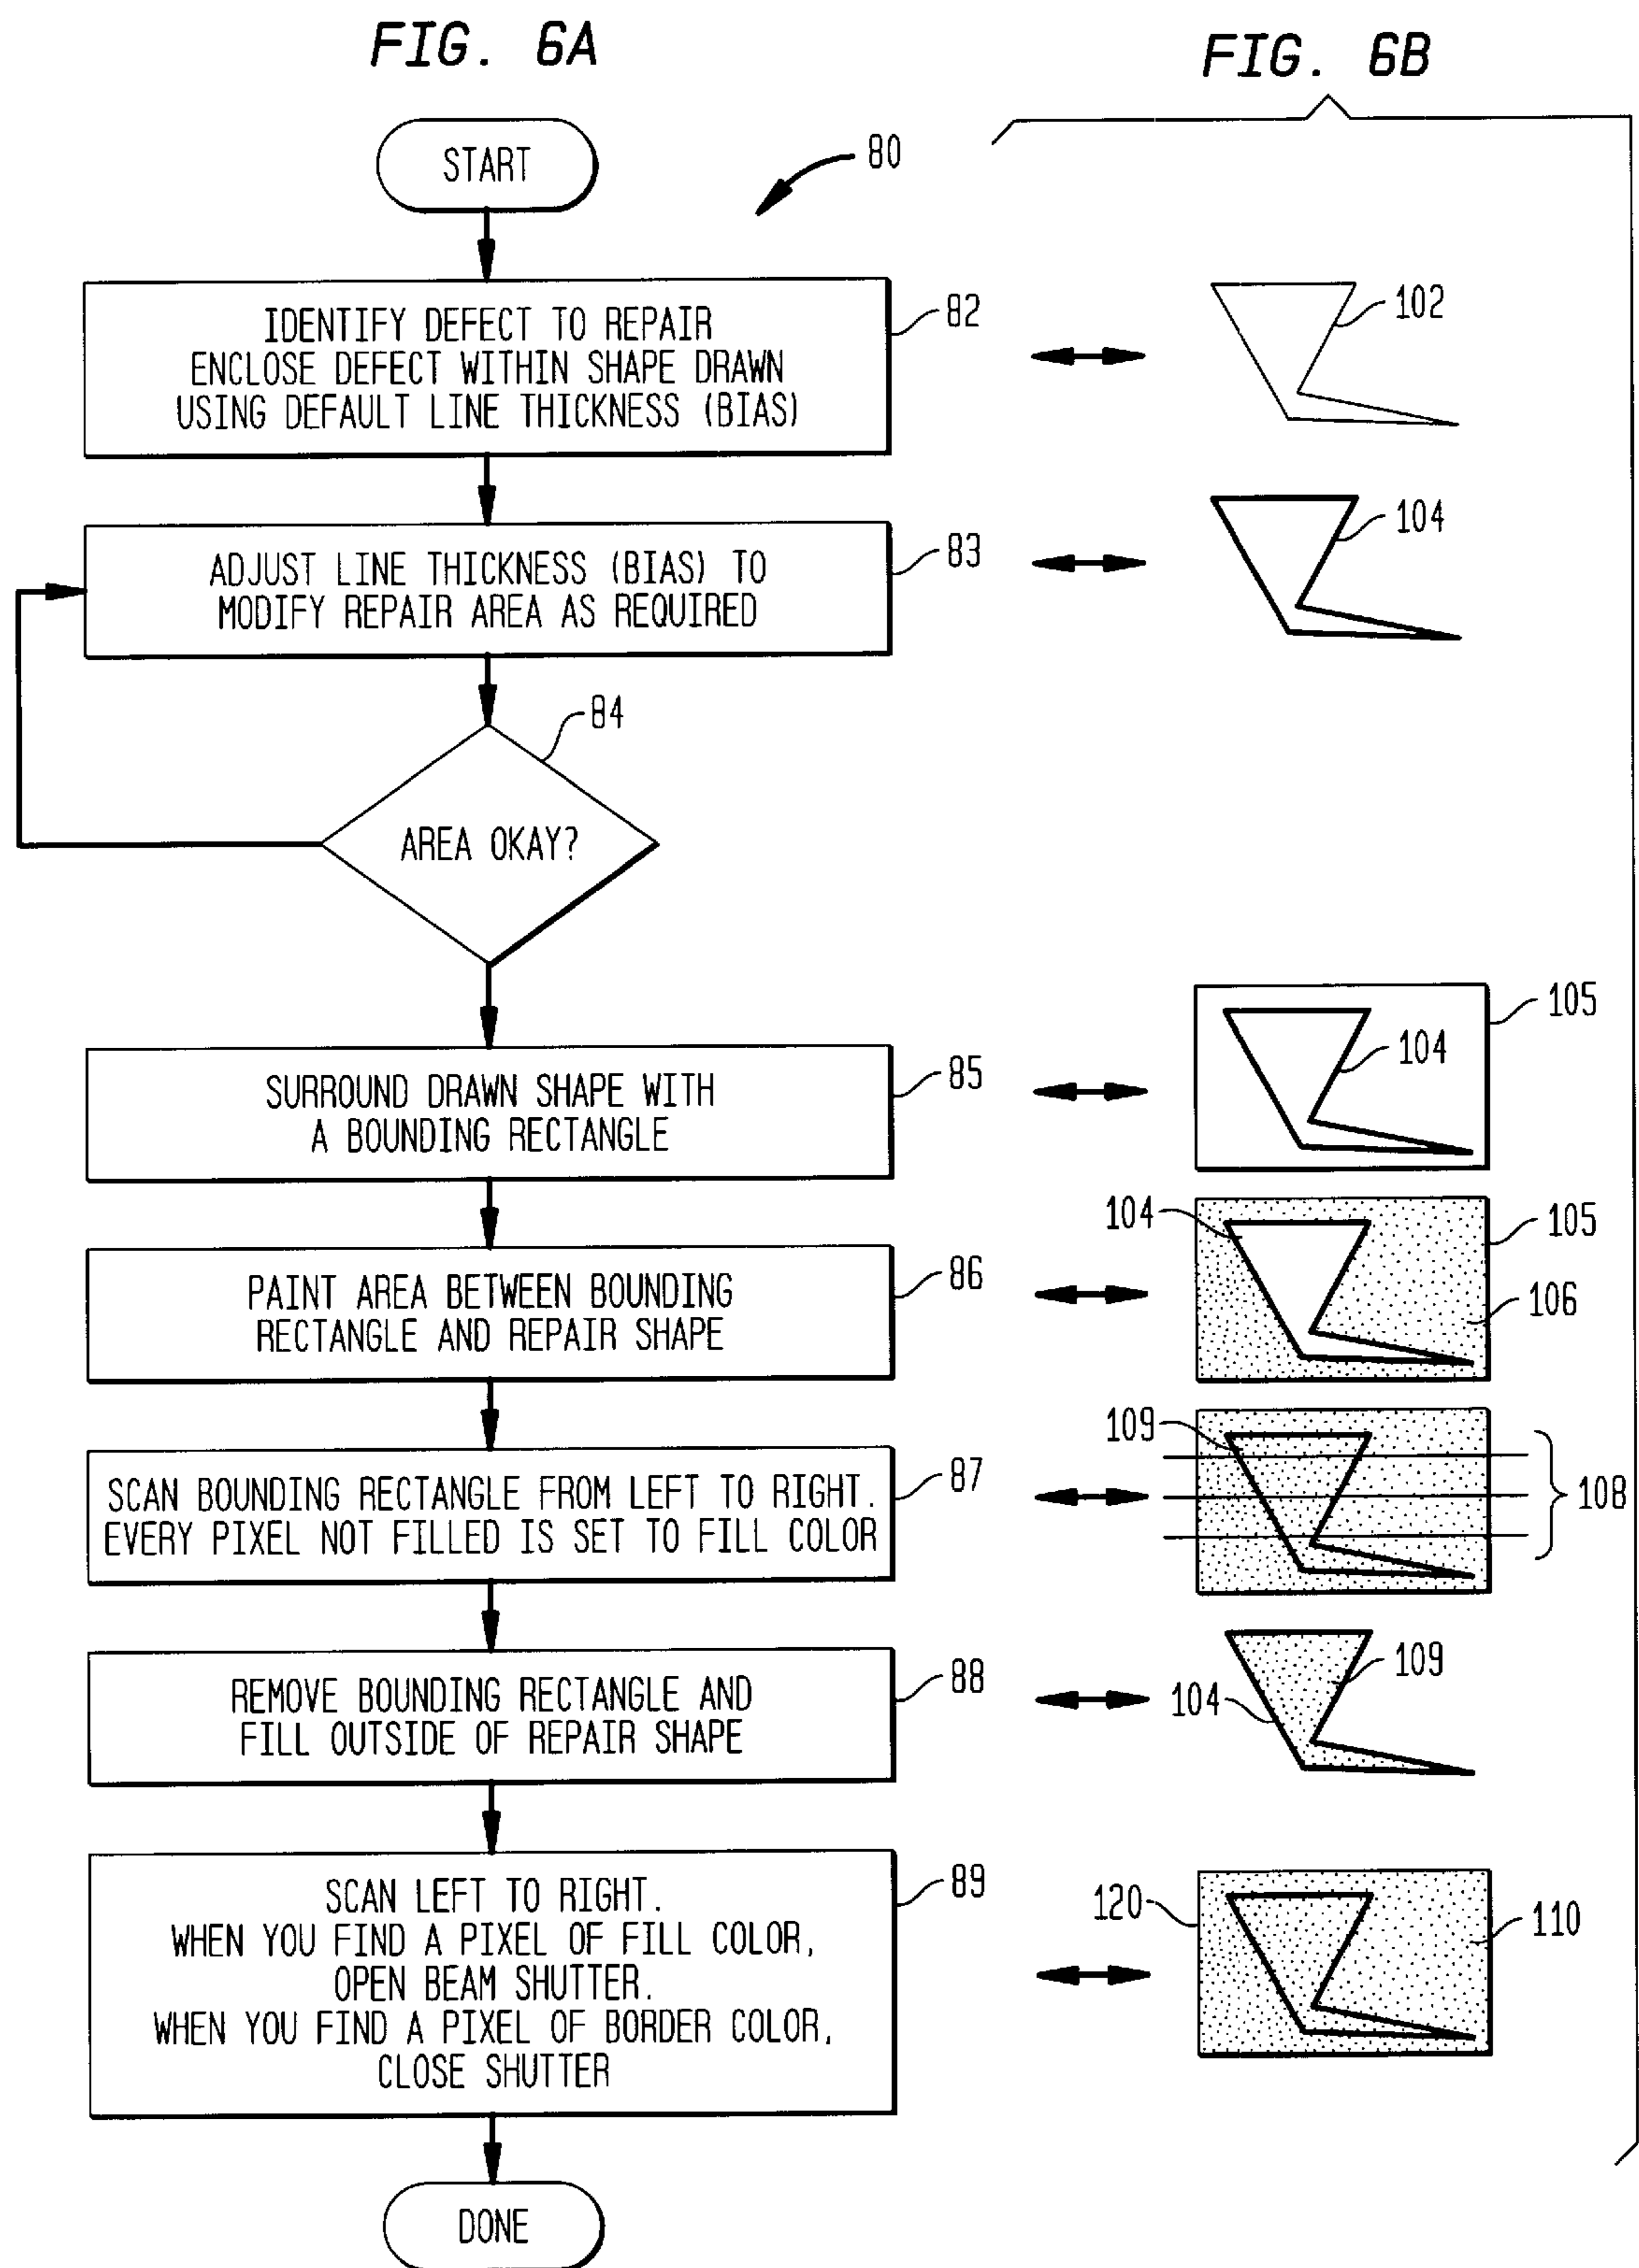 FIG. 6A
FIG. 6B
START
80
IDENTIFY DEFECT TO REPAIR
ENCLOSE DEFECT WITHIN SHAPE DRAWN
USING DEFAULT LINE THICKNESS (BIAS)
82
102
ADJUST LINE THICKNESS (BIAS) TO
MODIFY REPAIR AREA AS REQUIRED
83
104
84
AREA OKAY?
SURROUND DRAWN SHAPE WITH
A BOUNDING RECTANGLE
85
105
104
PAINT AREA BETWEEN BOUNDING
RECTANGLE AND REPAIR SHAPE
86
104
105
106
SCAN BOUNDING RECTANGLE FROM LEFT TO RIGHT.
EVERY PIXEL NOT FILLED IS SET TO FILL COLOR
87
109
108
REMOVE BOUNDING RECTANGLE AND
FILL OUTSIDE OF REPAIR SHAPE
88
109
104
SCAN LEFT TO RIGHT.
WHEN YOU FIND A PIXEL OF FILL COLOR,
OPEN BEAM SHUTTER.
WHEN YOU FIND A PIXEL OF BORDER COLOR,
CLOSE SHUTTER
89
120
110
DONE